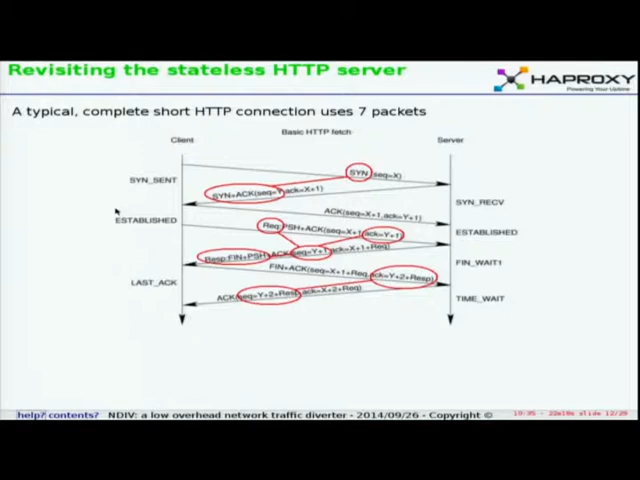 Revisiting the stateless HTTP server
HAPROXY
Powering Your Uptime
A typical, complete short HTTP connection uses 7 packets
Basic HTTP fetch
Client
Server
SYN (seq=X)
SYN_SENT
SYN+ACK(seq=Y,ack=X+1)
SYN_RECV
ACK(seq=X+1,ack=Y+1)
ESTABLISHED
Req:PSH+ACK(seq=X+1,ack=Y+1)
ESTABLISHED
Resp:FIN+PSH+ACK(seq=Y+1,ack=X+1+Req)
FIN_WAIT1
FIN+ACK(seq=X+1+Req,ack=Y+2+Resp)
LAST_ACK
ACK(seq=Y+2+Resp,ack=X+2+Req)
TIME_WAIT
help? contents? NDIV: a low overhead network traffic diverter - 2014/09/26 - Copyright ©